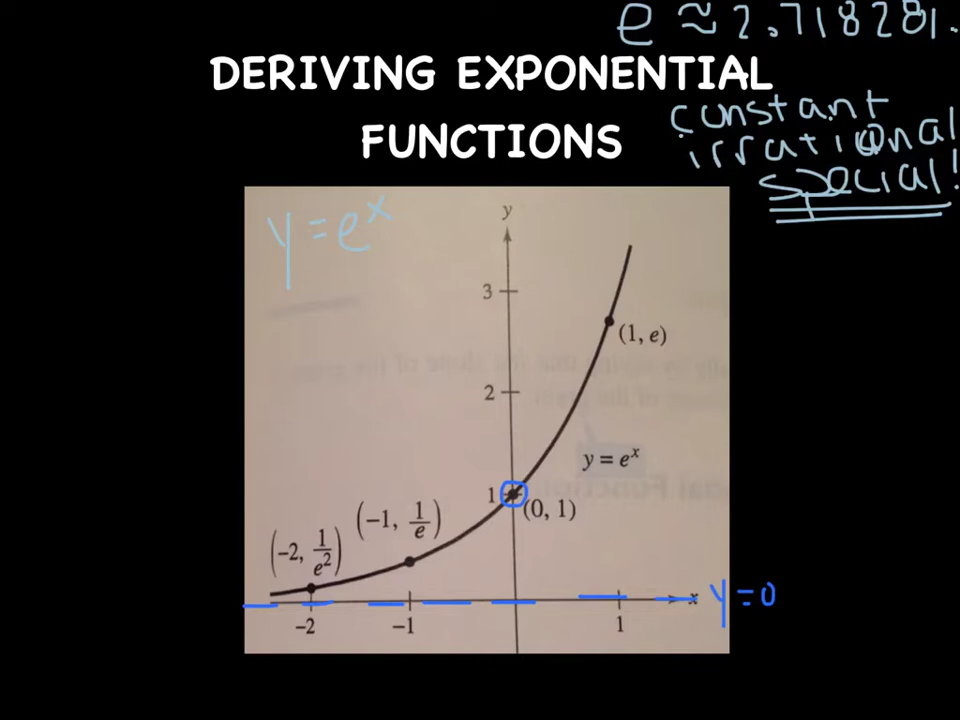 e ≈ 2.718281.
DERIVING EXPONENTIAL
FUNCTIONS
constant
irrational
special!
y = e^x
y
3
(1, e)
2
y = e^x
1
(0, 1)
(-1, 1/e)
(-2, 1/e^2)
x
y = 0
-2
-1
1